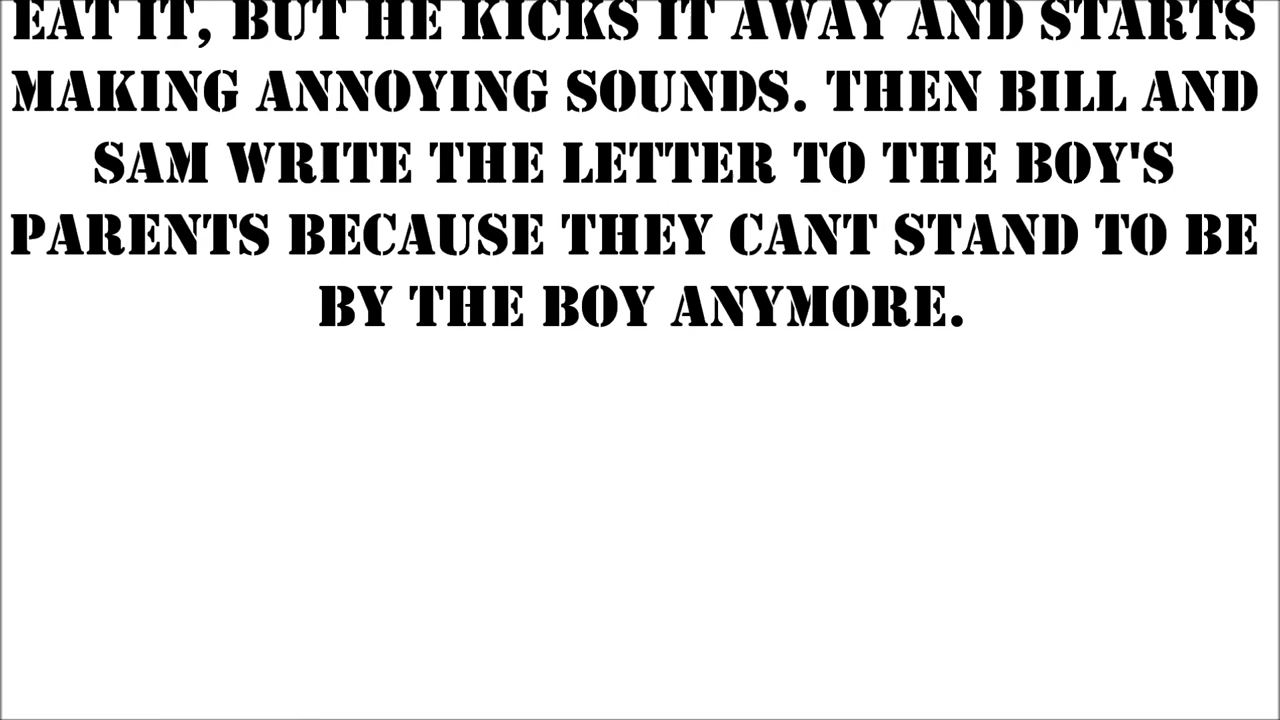 EAT IT, BUT HE KICKS IT AWAY AND STARTS
MAKING ANNOYING SOUNDS. THEN BILL AND
SAM WRITE THE LETTER TO THE BOY'S
PARENTS BECAUSE THEY CANT STAND TO BE
BY THE BOY ANYMORE.